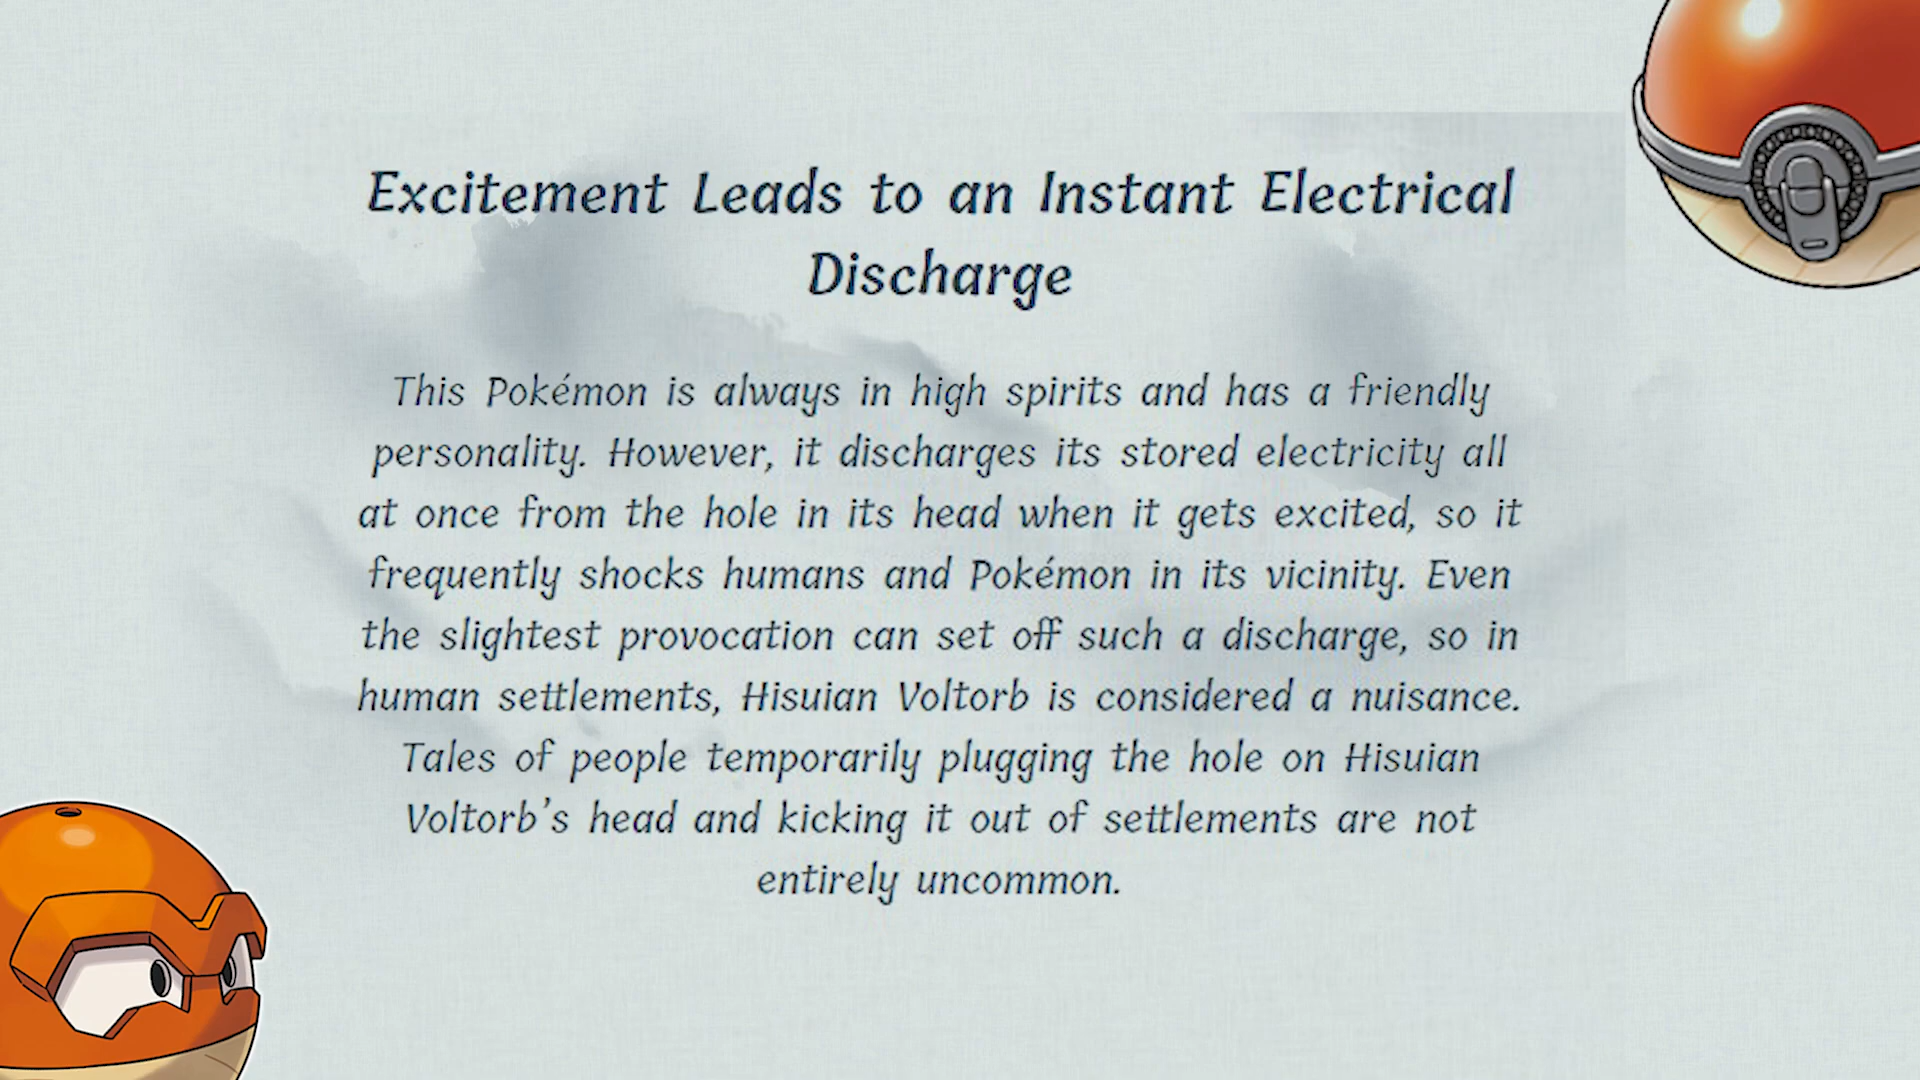 Excitement Leads to an Instant Electrical
Discharge
This Pokémon is always in high spirits and has a friendly
personality. However, it discharges its stored electricity all
at once from the hole in its head when it gets excited, so it
frequently shocks humans and Pokémon in its vicinity. Even
the slightest provocation can set off such a discharge, so in
human settlements, Hisuian Voltorb is considered a nuisance.
Tales of people temporarily plugging the hole on Hisuian
Voltorb’s head and kicking it out of settlements are not
entirely uncommon.